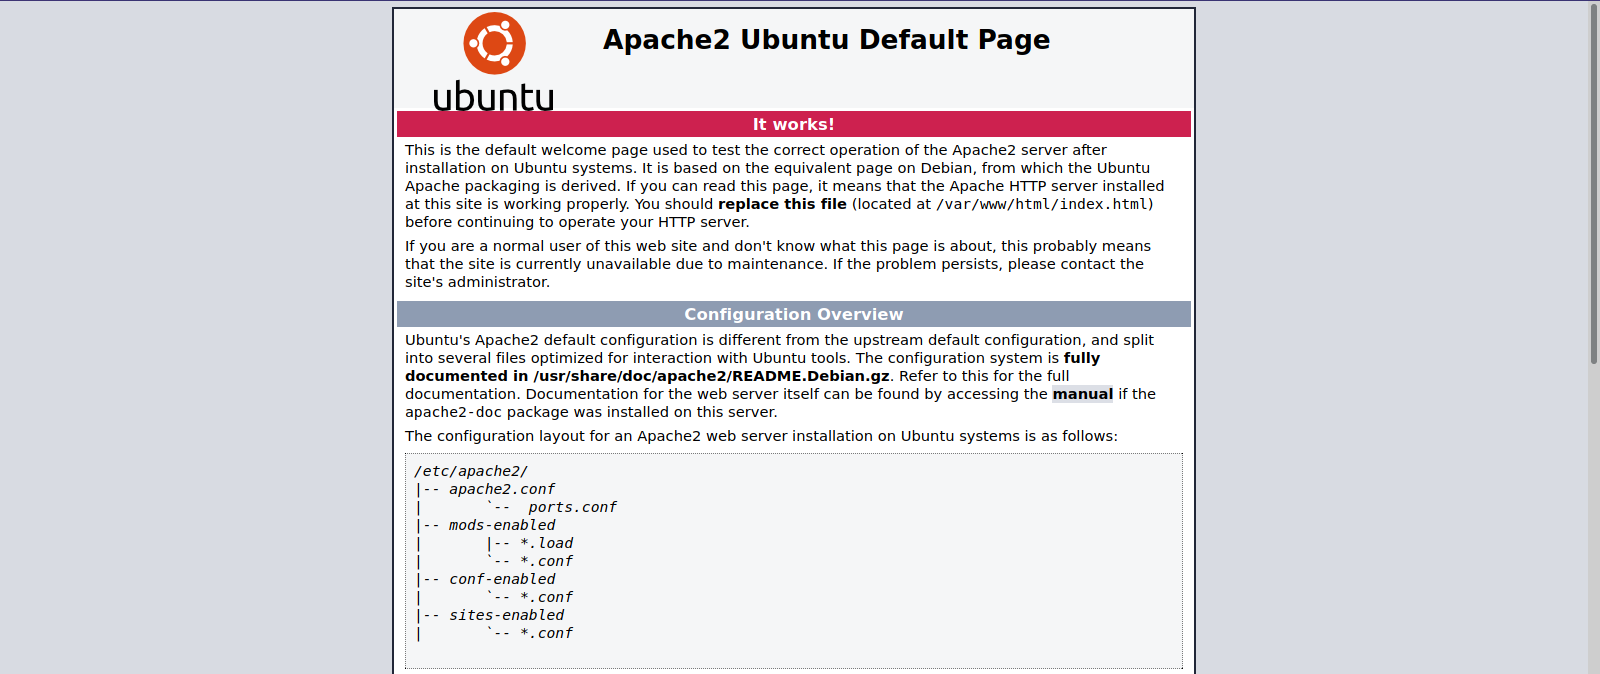 ubuntu
Apache2 Ubuntu Default Page
It works!
This is the default welcome page used to test the correct operation of the Apache2 server after
installation on Ubuntu systems. It is based on the equivalent page on Debian, from which the Ubuntu
Apache packaging is derived. If you can read this page, it means that the Apache HTTP server installed
at this site is working properly. You should replace this file (located at /var/www/html/index.html)
before continuing to operate your HTTP server.
If you are a normal user of this web site and don't know what this page is about, this probably means
that the site is currently unavailable due to maintenance. If the problem persists, please contact the
site's administrator.
Configuration Overview
Ubuntu's Apache2 default configuration is different from the upstream default configuration, and split
into several files optimized for interaction with Ubuntu tools. The configuration system is fully
documented in /usr/share/doc/apache2/README.Debian.gz. Refer to this for the full
documentation. Documentation for the web server itself can be found by accessing the manual if the
apache2-doc package was installed on this server.
The configuration layout for an Apache2 web server installation on Ubuntu systems is as follows:
/etc/apache2/
|-- apache2.conf
|       `--  ports.conf
|-- mods-enabled
|       |-- *.load
|       `-- *.conf
|-- conf-enabled
|       `-- *.conf
|-- sites-enabled
|       `-- *.conf